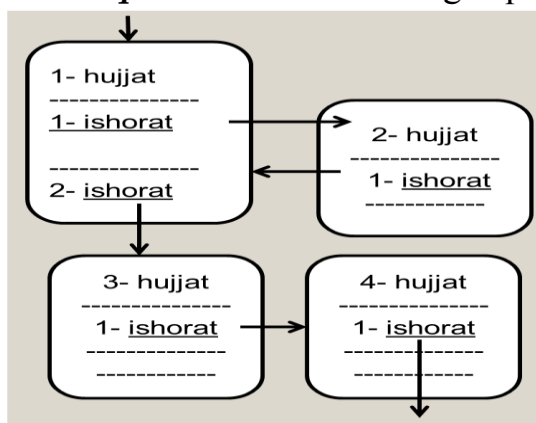 1- hujjat
1- ishorat
2- ishorat
2- hujjat
1- ishorat
3- hujjat
1- ishorat
4- hujjat
1- ishorat